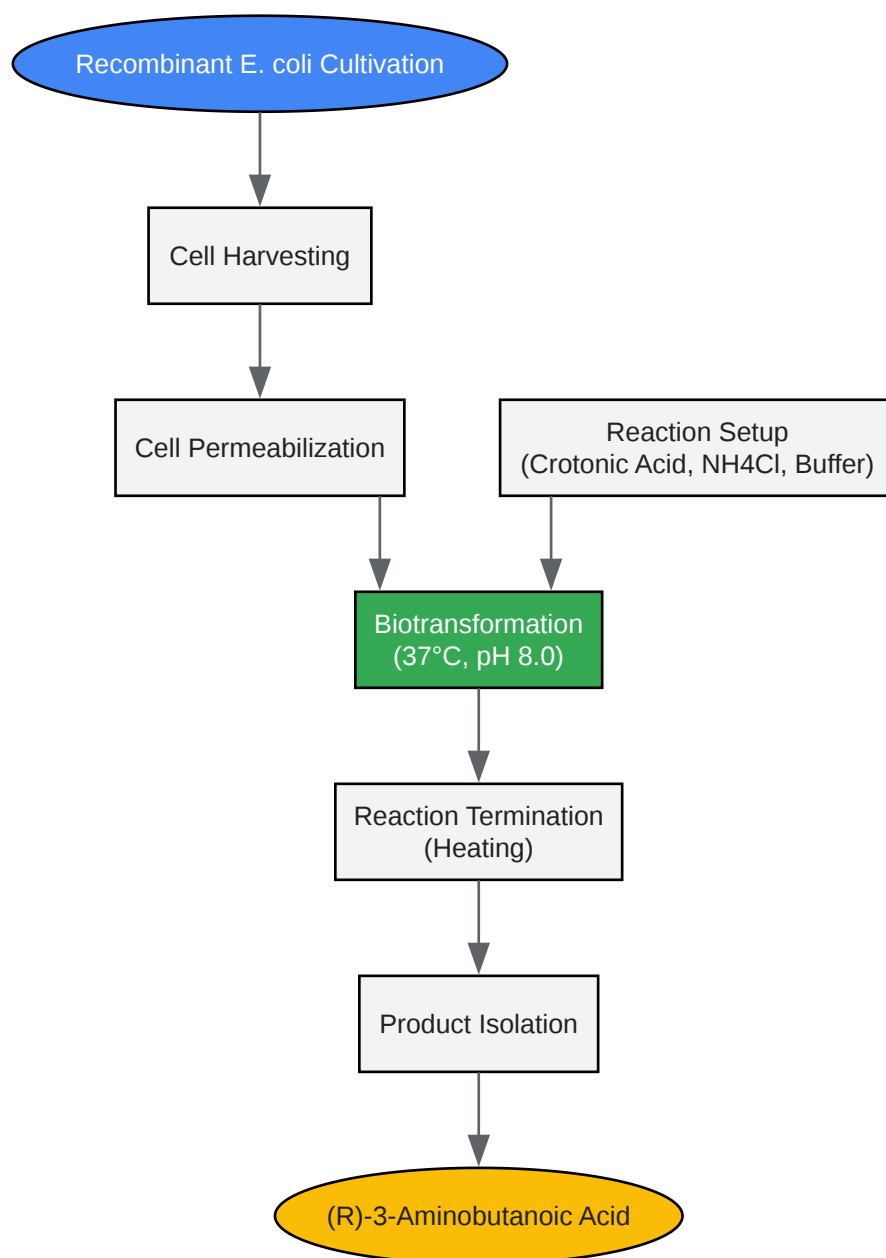 Recombinant E. coli Cultivation
Cell Harvesting
Cell Permeabilization
Reaction Setup
(Crotonic Acid, NH4Cl, Buffer)
Biotransformation
(37°C, pH 8.0)
Reaction Termination
(Heating)
Product Isolation
(R)-3-Aminobutanoic Acid